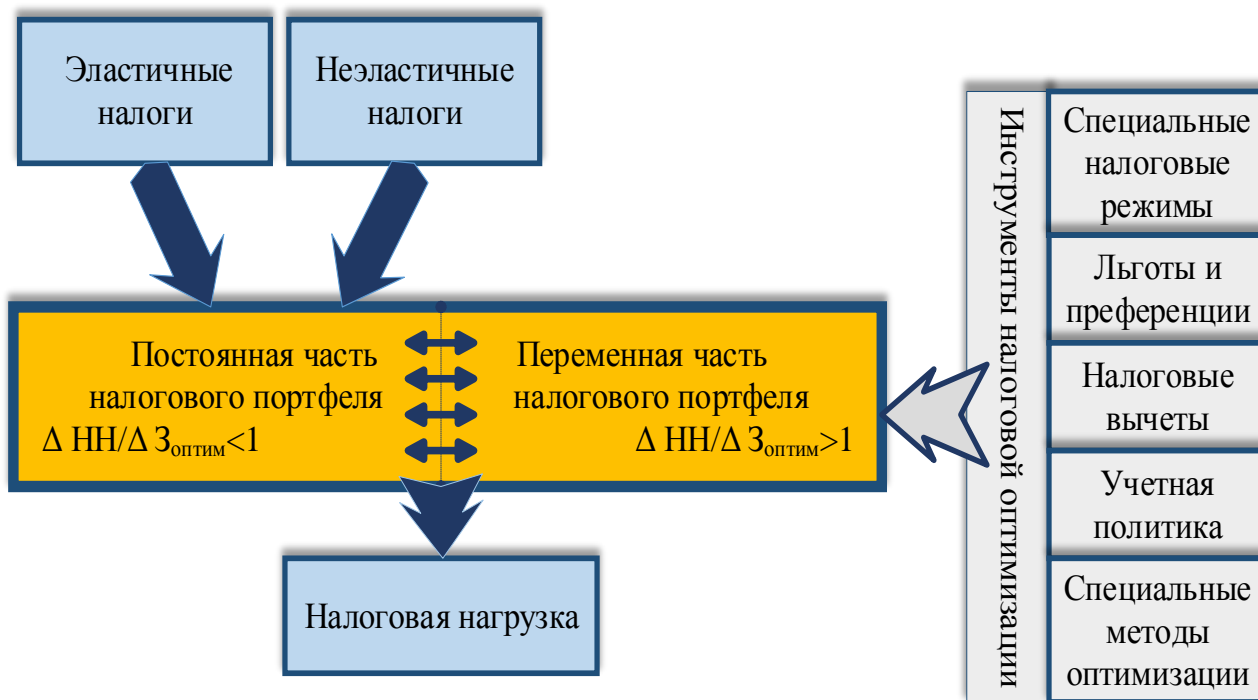 Эластичные
налоги
Неэластичные
налоги
Постоянная часть
налогового портфеля
Δ НН/Δ Зоптим<1
Переменная часть
налогового портфеля
Δ НН/Δ Зоптим>1
Налоговая нагрузка
Инструменты налоговой оптимизации
Специальные
налоговые
режимы
Льготы и
преференции
Налоговые
вычеты
Учетная
политика
Специальные
методы
оптимизации